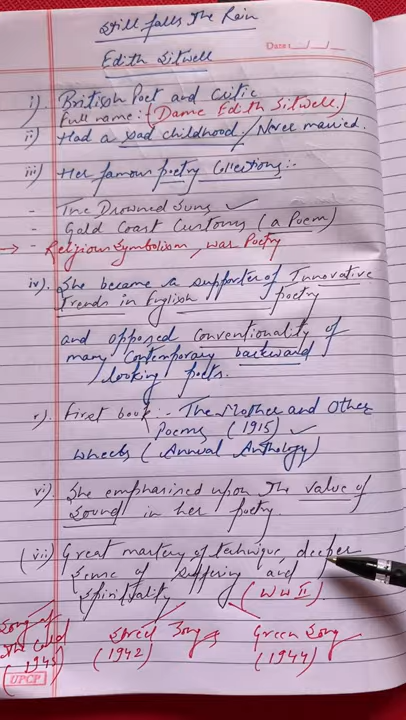 Still falls The Rain
Edith Sitwell
Date: __/__/__
i) British Poet and Critic
Full name: (Dame Edith Sitwell.)
ii) Had a sad childhood / Never married.
iii) Her famous poetry Collections:-
- The Drowned Suns ✓
- Gold Coast Customs (a Poem)
→ - Religious Symbolism, war Poetry
iv). She became a supporter of Innovative
Trends in English poetry
and opposed conventionality of
many contemporary backward
looking poets.
v). First book:- The Mother and Other
Poems (1915) ✓
Wheels (Annual Anthology)
vi) She emphasised upon The value of
Sound in her poetry.
(vii) Great mastery of technique, deeper
Sense of suffering and
Spirituality (WW II)
Song of Street Songs Green Song
The Cold (1942) (1944)
(1945)
UPCP